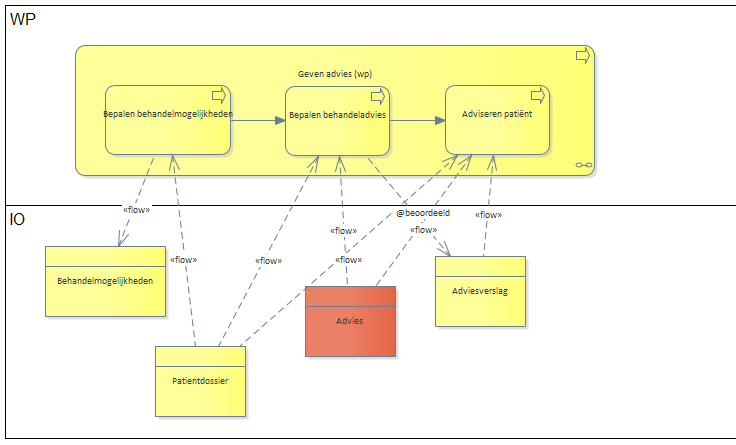 WP
Geven advies (wp)
Bepalen behandelmogelijkheden
Bepalen behandeladvies
Adviseren patiënt
IO
«flow»
@beoordeeld
«flow»
«flow»
«flow»
«flow»
«flow»
«flow»
Behandelmogelijkheden
Adviesverslag
Advies
Patientdossier